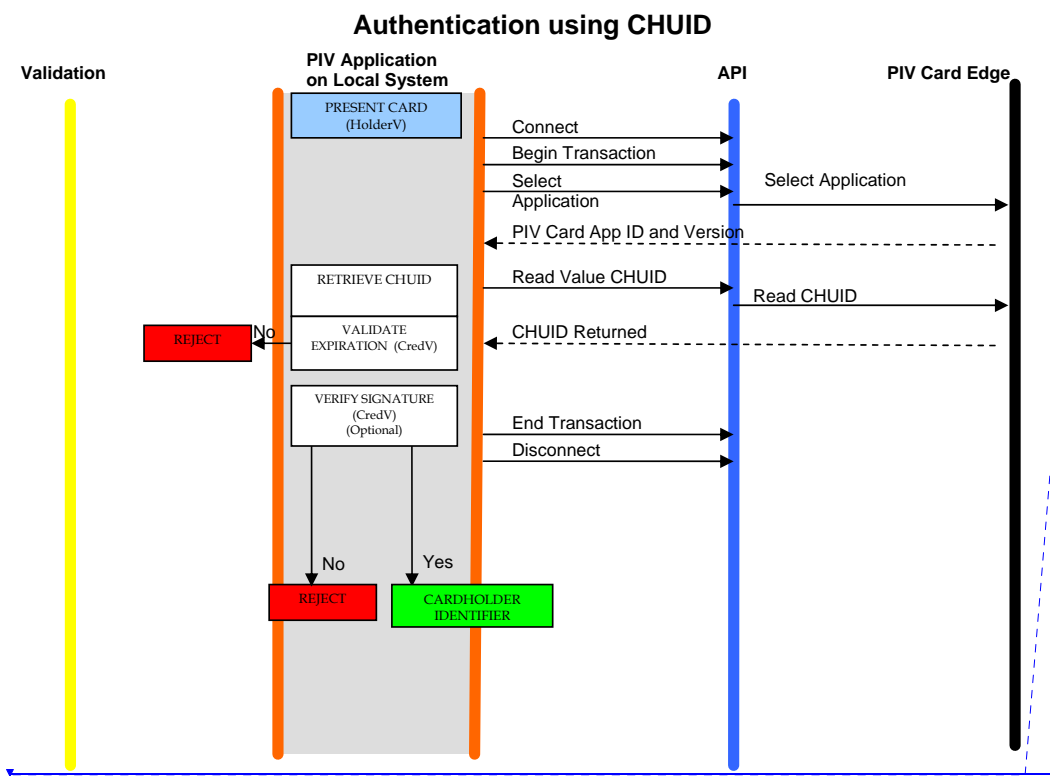 Authentication using CHUID
Validation
PIV Application
on Local System
API
PIV Card Edge
PRESENT CARD
(HolderV)
Connect
Begin Transaction
Select
Application
Select Application
PIV Card App ID and Version
RETRIEVE CHUID
Read Value CHUID
Read CHUID
REJECT
No
VALIDATE
EXPIRATION (CredV)
CHUID Returned
VERIFY SIGNATURE
(CredV)
(Optional)
End Transaction
Disconnect
No
Yes
REJECT
CARDHOLDER
IDENTIFIER